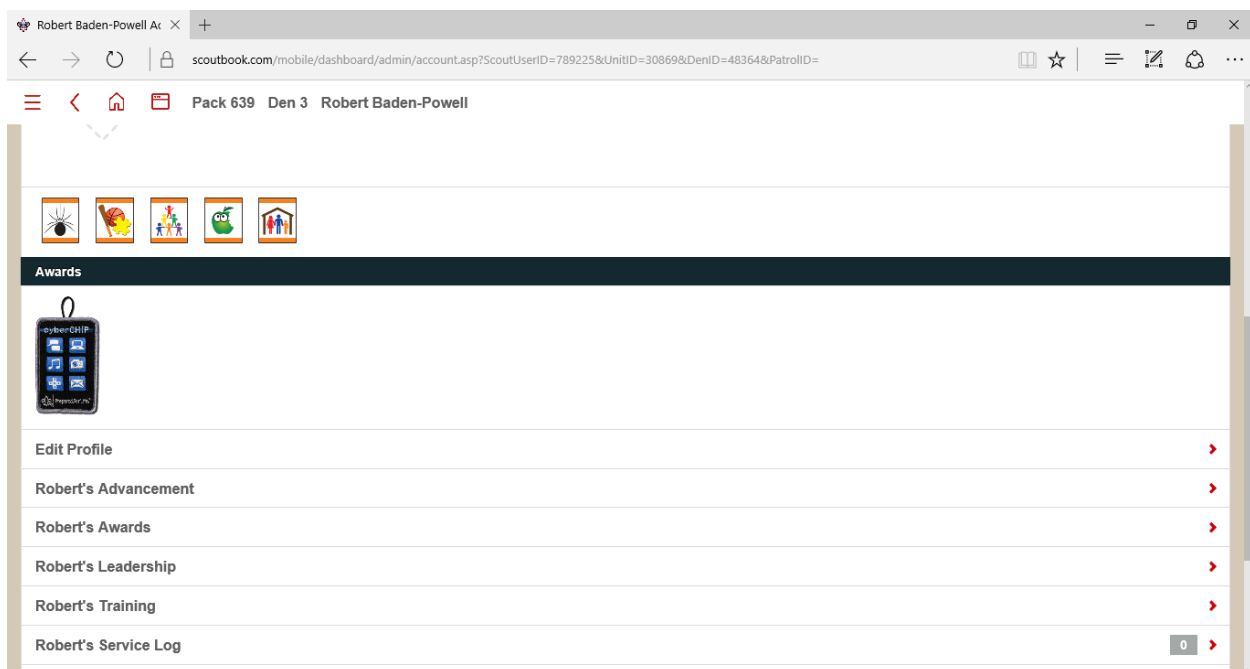 Robert Baden-Powell Ac
scoutbook.com/mobile/dashboard/admin/account.asp?ScoutUserID=789225&UnitID=30869&DenID=48364&PatrolID=
Pack 639 Den 3 Robert Baden-Powell
Awards
cyberCHIP
Edit Profile
Robert's Advancement
Robert's Awards
Robert's Leadership
Robert's Training
Robert's Service Log 0